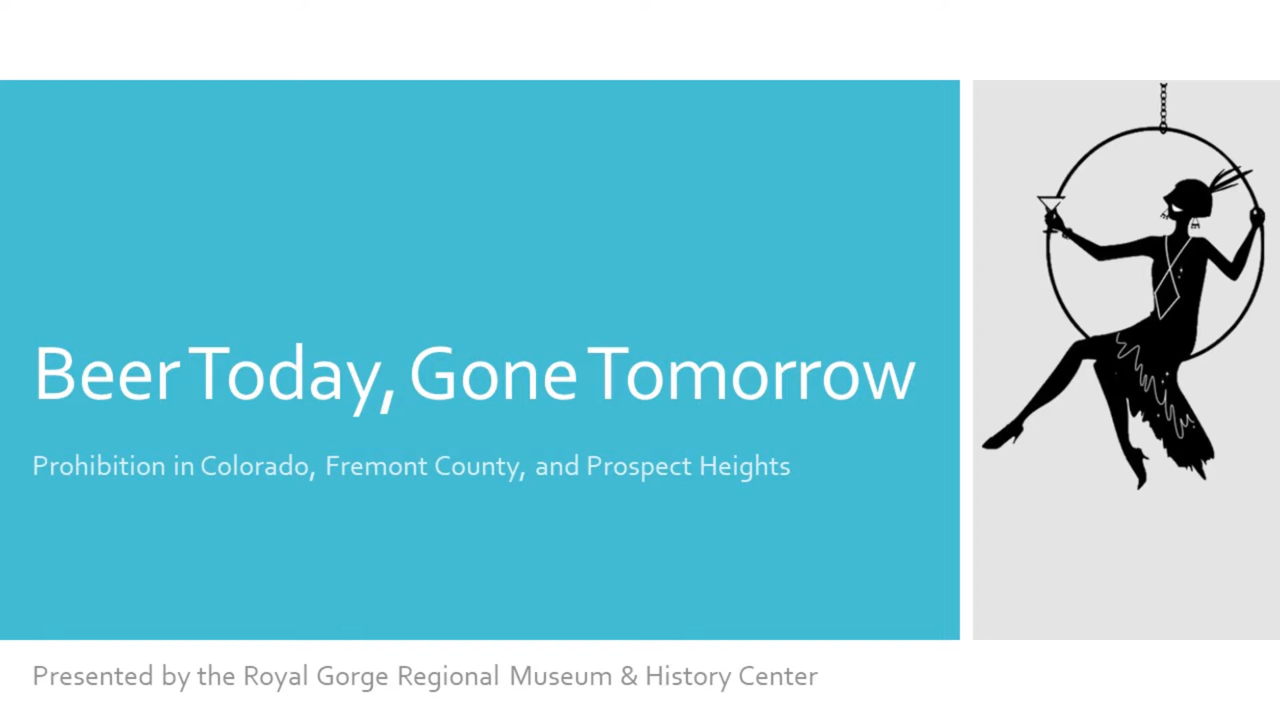 Beer Today, Gone Tomorrow
Prohibition in Colorado, Fremont County, and Prospect Heights
Presented by the Royal Gorge Regional Museum & History Center